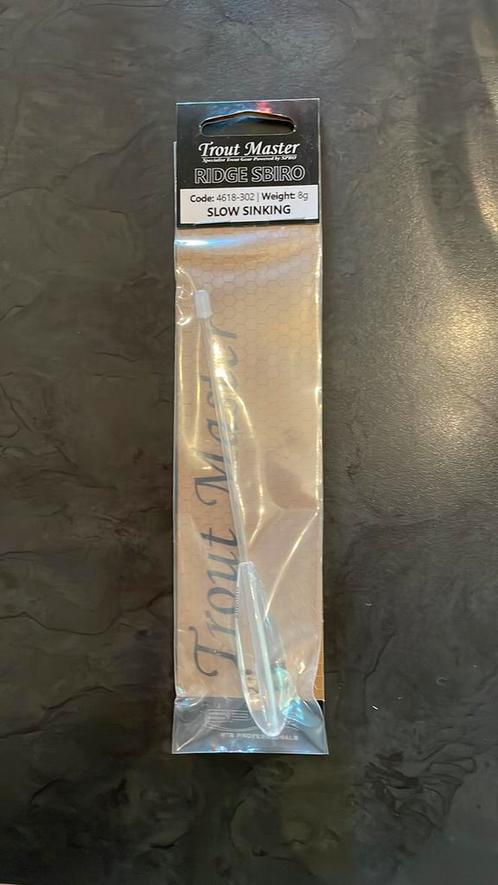 Trout Master
Specialist Trout Gear Powered by SPRO
RIDGE SBIRO
Code: 4618-302 | Weight: 8g
SLOW SINKING
Trout Master